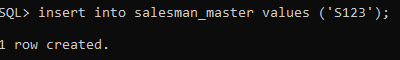 SQL> insert into salesman_master values ('S123');
1 row created.